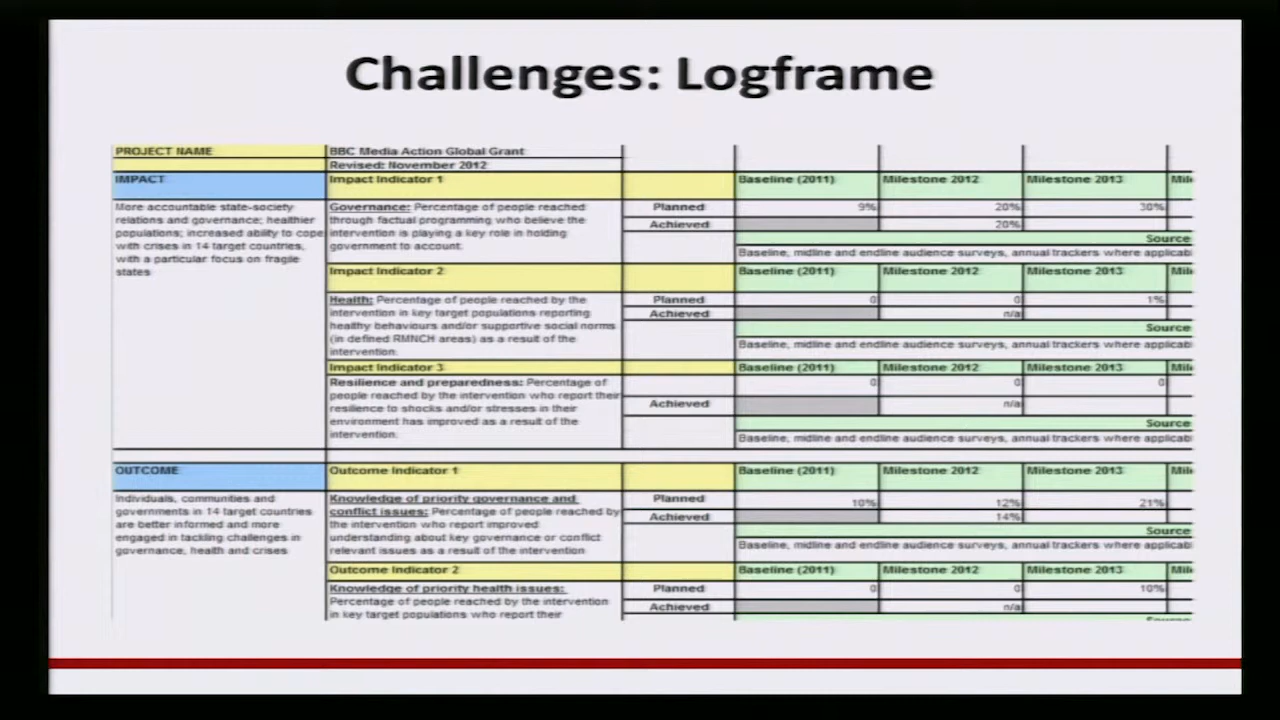 Challenges: Logframe
PROJECT NAME BBC Media Action Global Grant
Revised: November 2012
IMPACT Impact Indicator 1 Baseline (2011) Milestone 2012 Milestone 2013 Mil
More accountable state-society
relations and governance; healthier
populations; increased ability to cope
with crises in 14 target countries,
with a particular focus on fragile
states
Governance: Percentage of people reached
through factual programming who believe the
intervention is playing a key role in holding
government to account.
Planned 9% 20% 30%
Achieved 20%
Source
Baseline, midline and endline audience surveys, annual trackers where applicabl
Impact Indicator 2 Baseline (2011) Milestone 2012 Milestone 2013 Mil
Health: Percentage of people reached by the
intervention in key target populations reporting
healthy behaviours and/or supportive social norms
(in defined RMNCH areas) as a result of the
intervention.
Planned 0 0 1%
Achieved n/a
Source
Baseline, midline and endline audience surveys, annual trackers where applicabl
Impact Indicator 3 Baseline (2011) Milestone 2012 Milestone 2013 Mil
Resilience and preparedness: Percentage of
people reached by the intervention who report their
resilience to shocks and/or stresses in their
environment has improved as a result of the
intervention.
0 0 0
Achieved n/a
Source
Baseline, midline and endline audience surveys, annual trackers where applicabl
OUTCOME Outcome Indicator 1 Baseline (2011) Milestone 2012 Milestone 2013 Mil
Individuals, communities and
governments in 14 target countries
are better informed and more
engaged in tackling challenges in
governance, health and crises
Knowledge of priority governance and
conflict issues: Percentage of people reached by
the intervention who report improved
understanding about key governance or conflict
relevant issues as a result of the intervention
Planned 10% 12% 21%
Achieved 14%
Source
Baseline, midline and endline audience surveys, annual trackers where applicabl
Outcome Indicator 2 Baseline (2011) Milestone 2012 Milestone 2013 Mil
Knowledge of priority health issues:
Percentage of people reached by the intervention
in key target populations who report their
Planned 0 0 10%
Achieved n/a